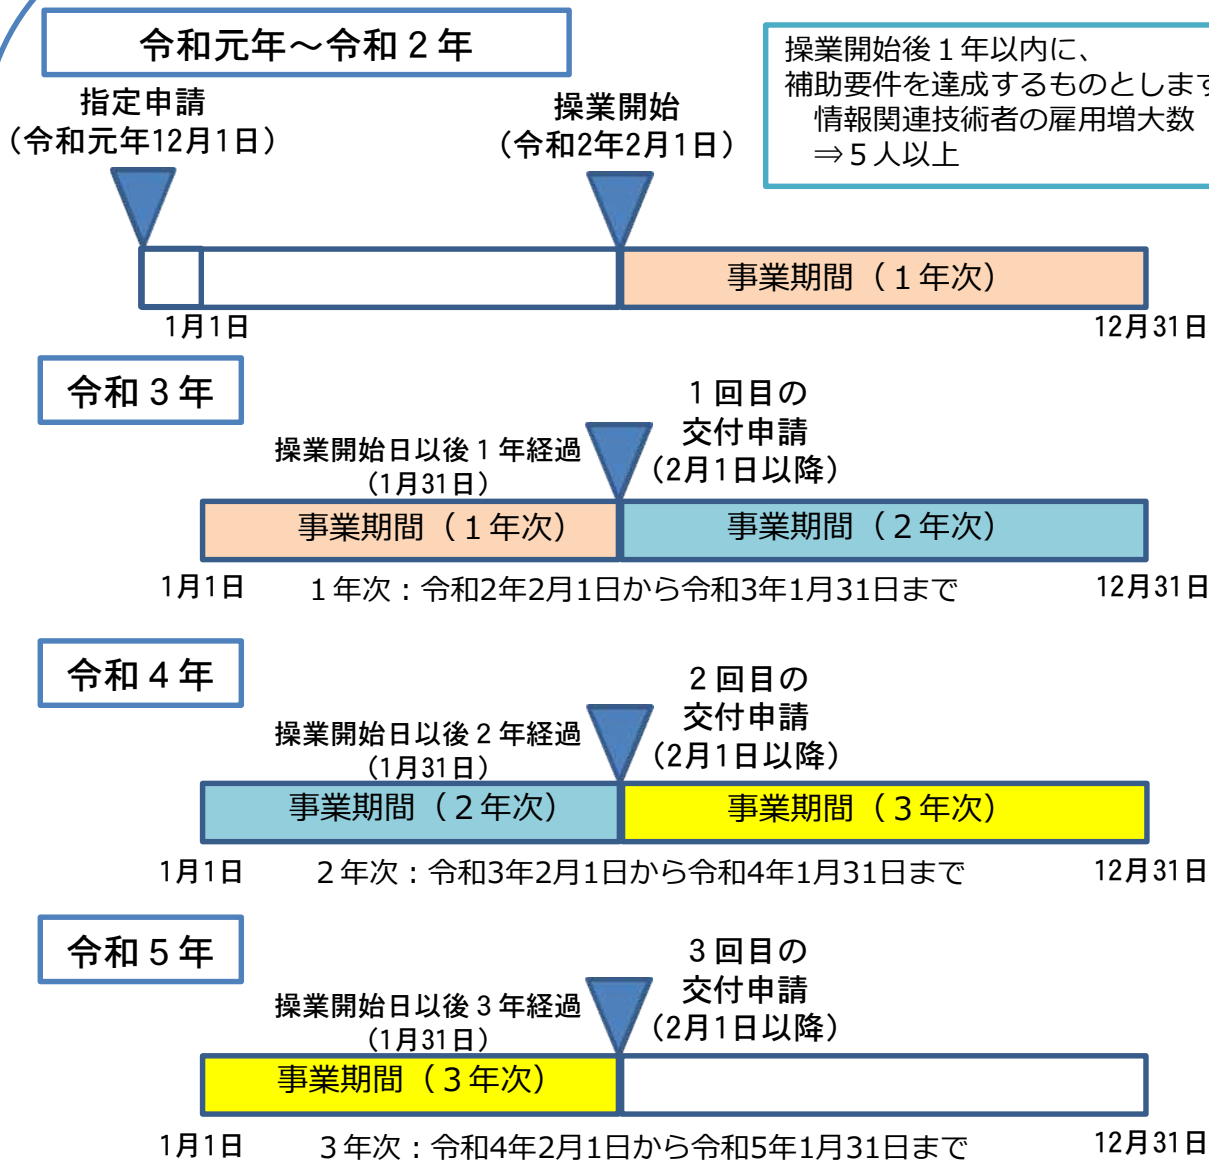 令和元年～令和２年
操業開始後１年以内に、
補助要件を達成するものとします
情報関連技術者の雇用増大数
⇒５人以上
指定申請
（令和元年12月1日）
操業開始
（令和2年2月1日）
事業期間（１年次）
1月1日
12月31日
令和３年
１回目の
交付申請
（2月1日以降）
操業開始日以後１年経過
（1月31日）
事業期間（１年次）
事業期間（２年次）
1月1日
１年次：令和2年2月1日から令和3年1月31日まで
12月31日
令和４年
２回目の
交付申請
（2月1日以降）
操業開始日以後２年経過
（1月31日）
事業期間（２年次）
事業期間（３年次）
1月1日
２年次：令和3年2月1日から令和4年1月31日まで
12月31日
令和５年
３回目の
交付申請
（2月1日以降）
操業開始日以後３年経過
（1月31日）
事業期間（３年次）
1月1日
３年次：令和4年2月1日から令和5年1月31日まで
12月31日